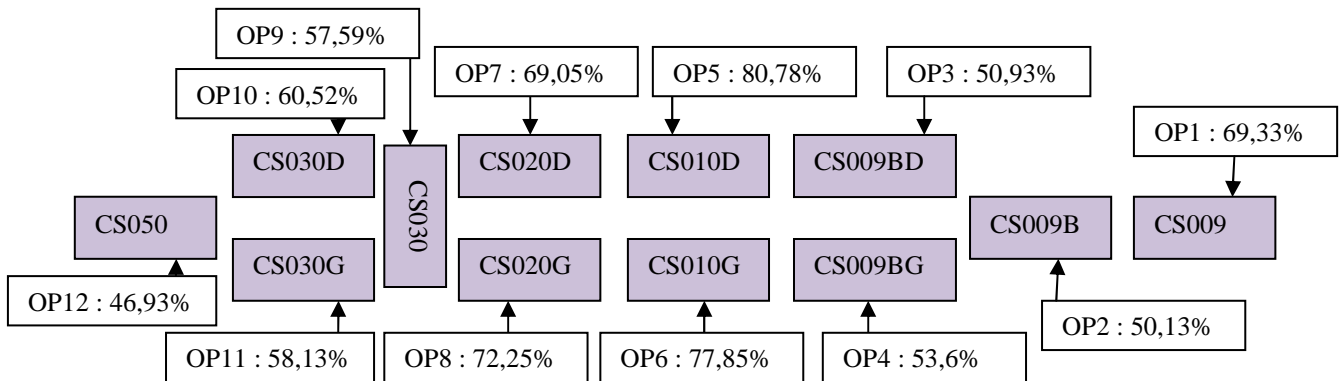 OP9 : 57,59%
OP7 : 69,05%
OP5 : 80,78%
OP3 : 50,93%
OP10 : 60,52%
OP1 : 69,33%
CS030D
CS030
CS020D
CS010D
CS009BD
CS050
CS009B
CS009
CS030G
CS020G
CS010G
CS009BG
OP12 : 46,93%
OP2 : 50,13%
OP11 : 58,13%
OP8 : 72,25%
OP6 : 77,85%
OP4 : 53,6%